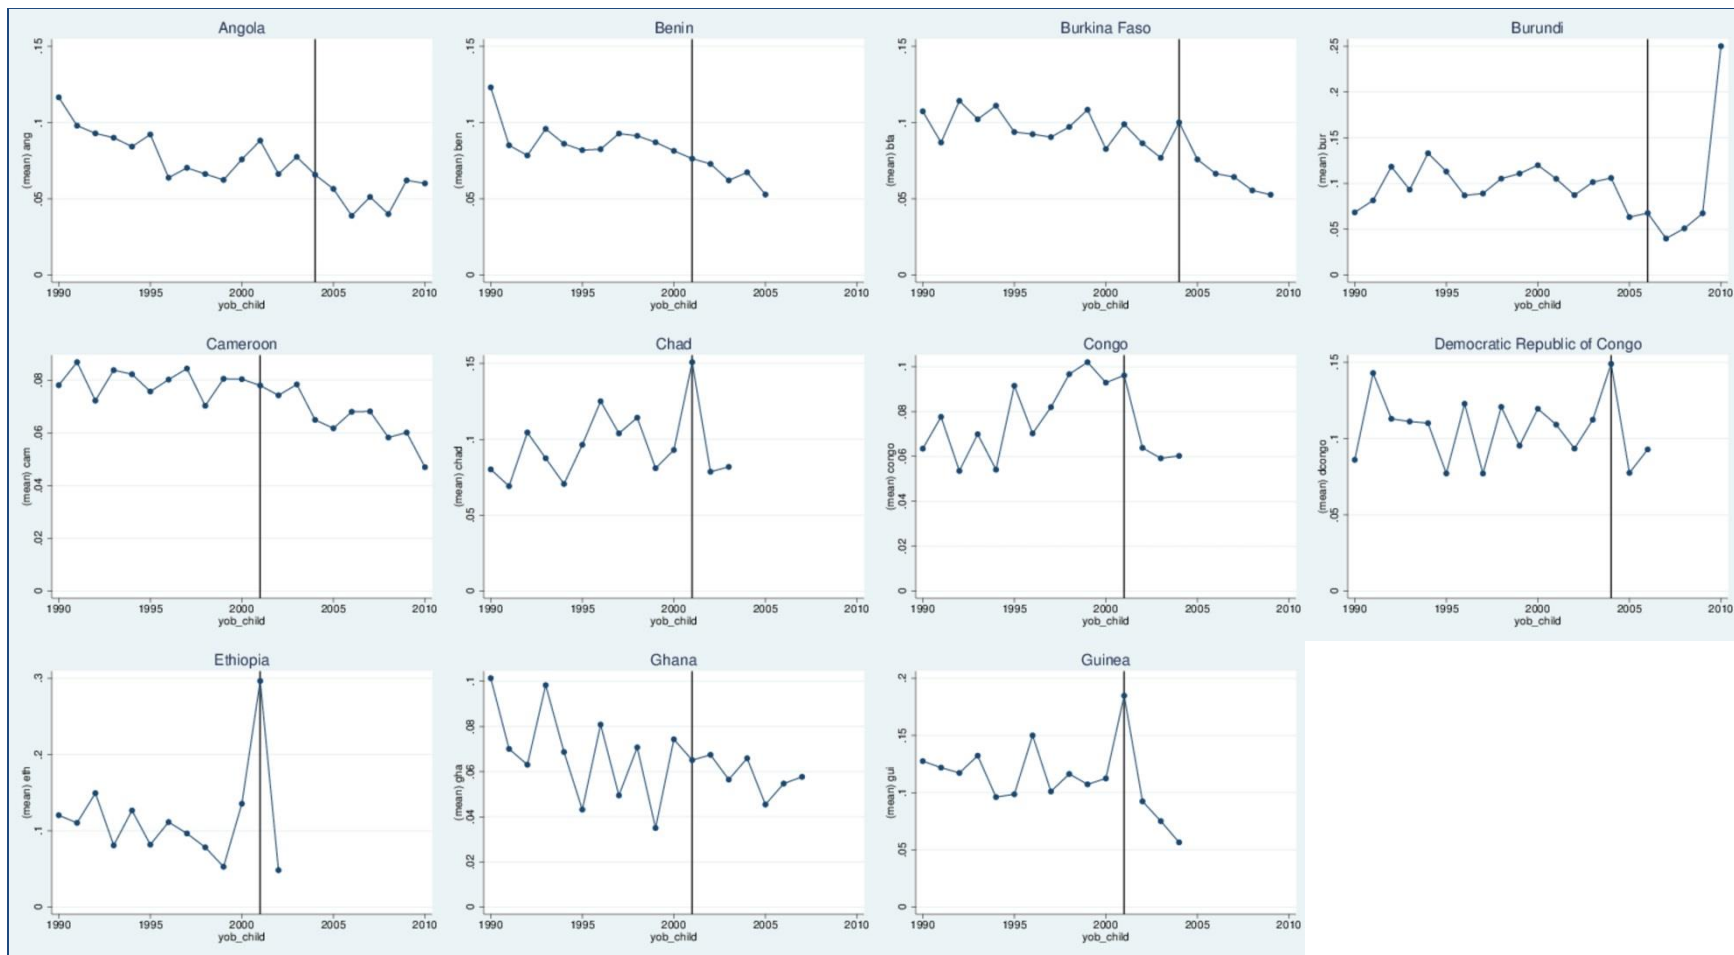 Angola
.15
.1
.05
0
(mean) ang
1990 1995 2000 2005 2010
yob_child
Benin
.15
.1
.05
0
(mean) ben
1990 1995 2000 2005 2010
yob_child
Burkina Faso
.15
.1
.05
0
(mean) bfa
1990 1995 2000 2005 2010
yob_child
Burundi
.25
.2
.15
.1
.05
0
(mean) bur
1990 1995 2000 2005 2010
yob_child
Cameroon
.08
.06
.04
.02
0
(mean) cam
1990 1995 2000 2005 2010
yob_child
Chad
.15
.1
.05
0
(mean) chad
1990 1995 2000 2005 2010
yob_child
Congo
.1
.08
.06
.04
.02
0
(mean) congo
1990 1995 2000 2005 2010
yob_child
Democratic Republic of Congo
.15
.1
.05
0
(mean) dcongo
1990 1995 2000 2005 2010
yob_child
Ethiopia
.3
.2
.1
0
(mean) eth
1990 1995 2000 2005 2010
yob_child
Ghana
.1
.08
.06
.04
.02
0
(mean) gha
1990 1995 2000 2005 2010
yob_child
Guinea
.2
.15
.1
.05
0
(mean) gui
1990 1995 2000 2005 2010
yob_child